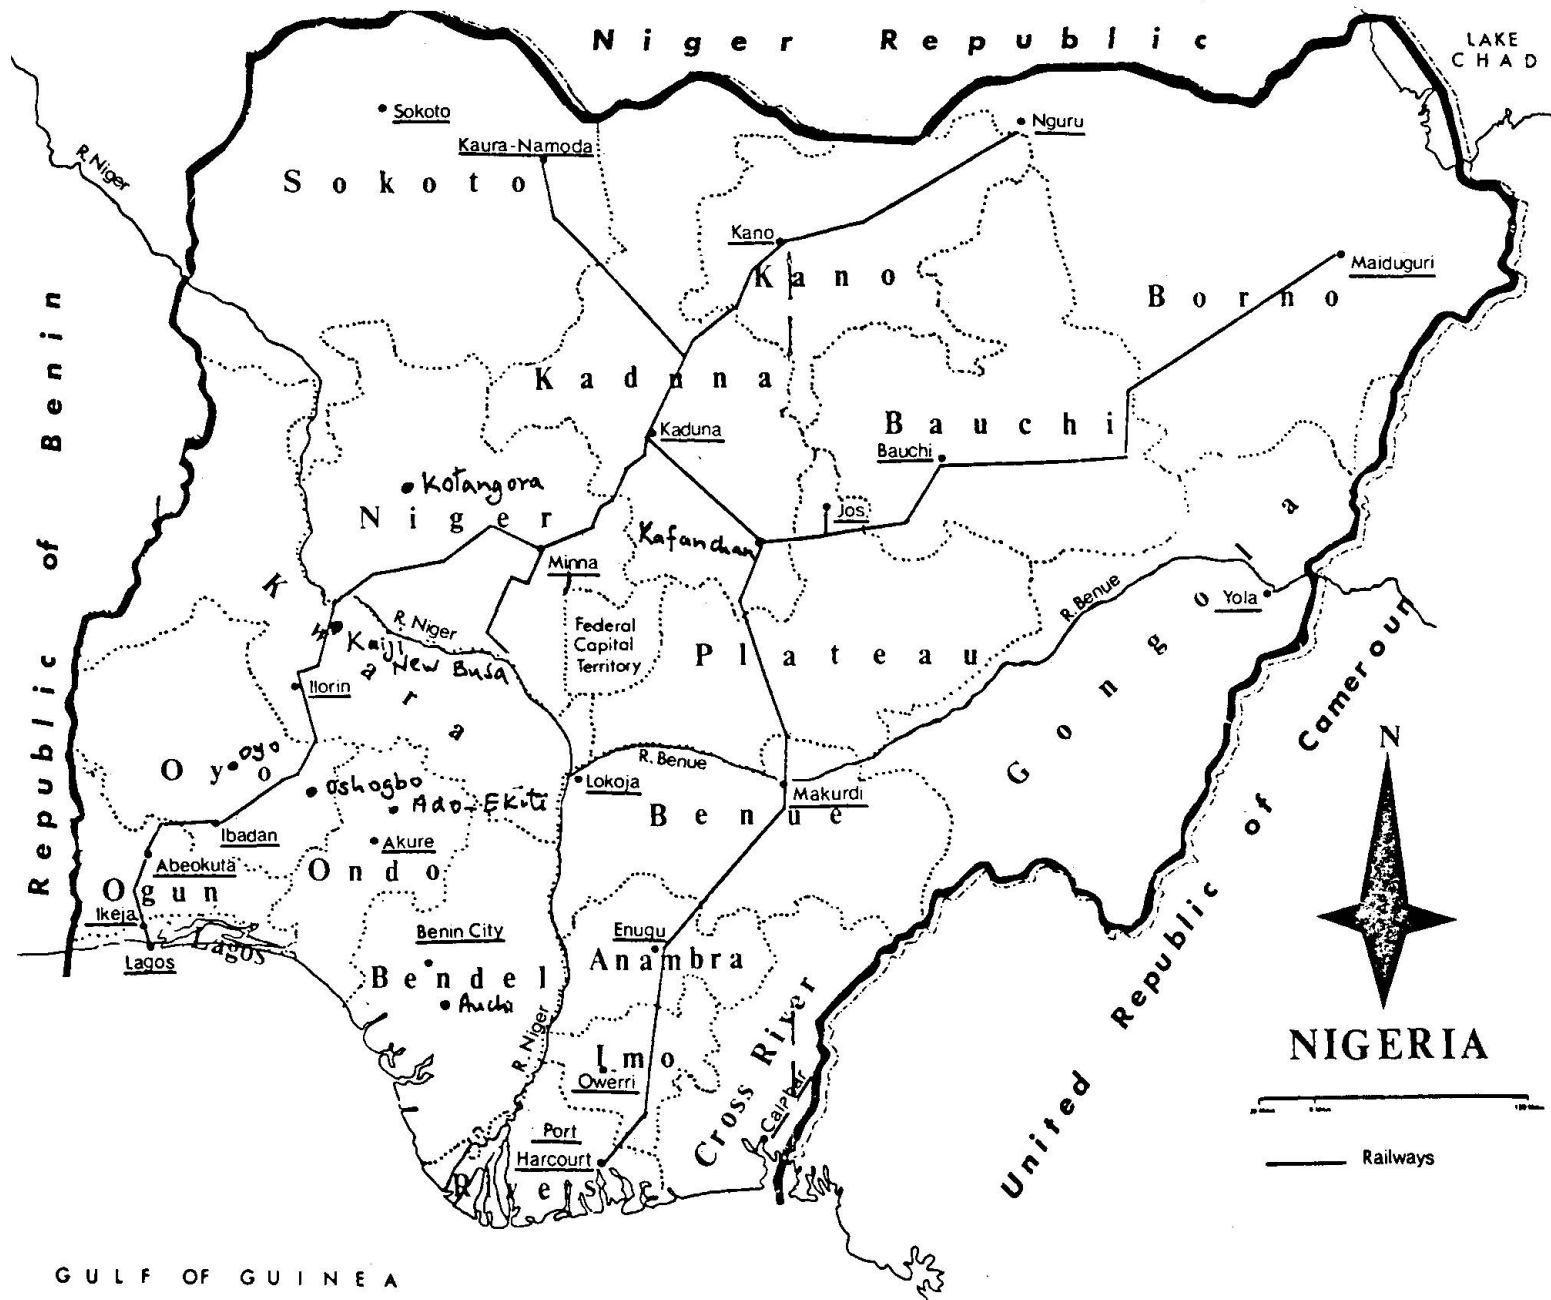 Niger Republic
LAKE
CHAD
Sokoto
Nguru
Kaura-Namoda
R. Niger
Sokoto
Kano
Maiduguri
Kano
Borno
Republic of Benin
Kaduna
Bauchi
Kaduna
Bauchi
Kotangora
Jos
Niger
Kafanchan
Minna
Gongola
R. Benue
Yola
Kwara
R. Niger
Federal
Capital
Territory
Kaiji
New Busa
Plateau
Ilorin
United Republic of Cameroun
N
Oyo
Oyo
R. Benue
Lokoja
Oshogbo
Ado-Ekiti
Makurdi
Benue
Ibadan
Akure
Abeokuta
Ondo
Ogun
Ikeja
Benin City
Enugu
Lagos
Lagos
Anambra
Bendel
Auchi
R. Niger
Cross River
NIGERIA
Imo
Owerri
Calabar
Port
Harcourt
Railways
Rivers
GULF OF GUINEA